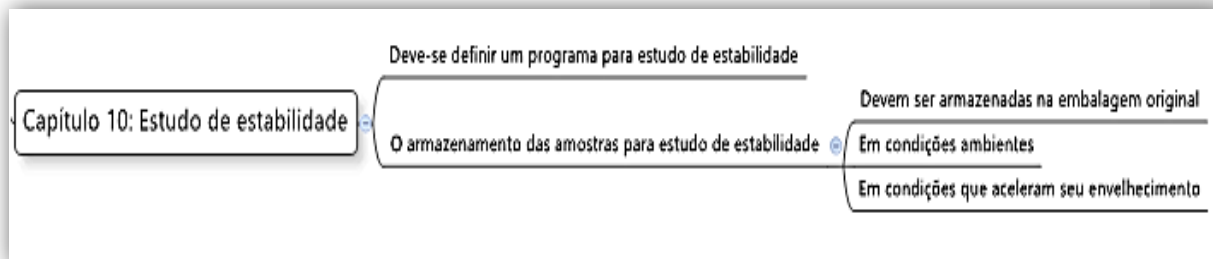 Capítulo 10: Estudo de estabilidade
Deve-se definir um programa para estudo de estabilidade
O armazenamento das amostras para estudo de estabilidade
Devem ser armazenadas na embalagem original
Em condições ambientes
Em condições que aceleram seu envelhecimento